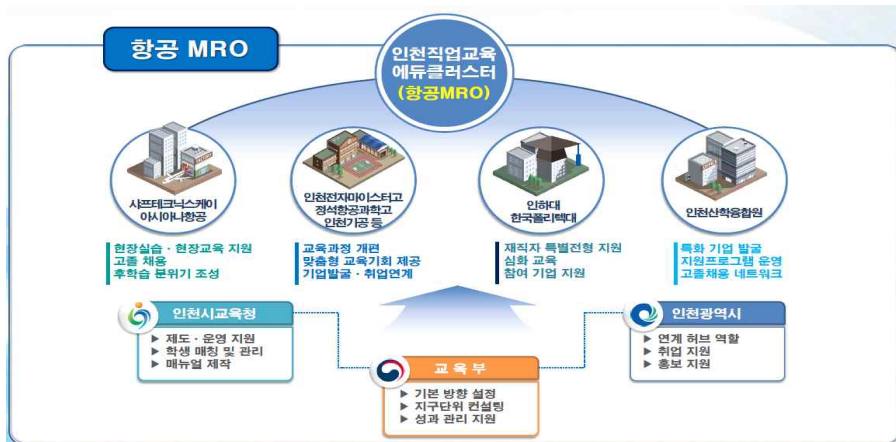 항공 MRO
인천직업교육
에듀클러스터
(항공MRO)
샤프테크닉스케이
아시아나항공
인천전자마이스터고
정석항공과학고
인천기공 등
인하대
한국폴리텍대
인천산학융합원
현장실습·현장교육 지원
고졸 채용
후학습 분위기 조성
교육과정 개편
맞춤형 교육기회 제공
기업발굴·취업연계
재직자 특별전형 지원
심화 교육
참여 기업 지원
특화 기업 발굴
지원프로그램 운영
고졸채용 네트워크
인천시교육청
▶ 제도·운영 지원
▶ 학생 매칭 및 관리
▶ 매뉴얼 제작
교육부
▶ 기본 방향 설정
▶ 지구단위 컨설팅
▶ 성과 관리 지원
인천광역시
▶ 연계 허브 역할
▶ 취업 지원
▶ 홍보 지원